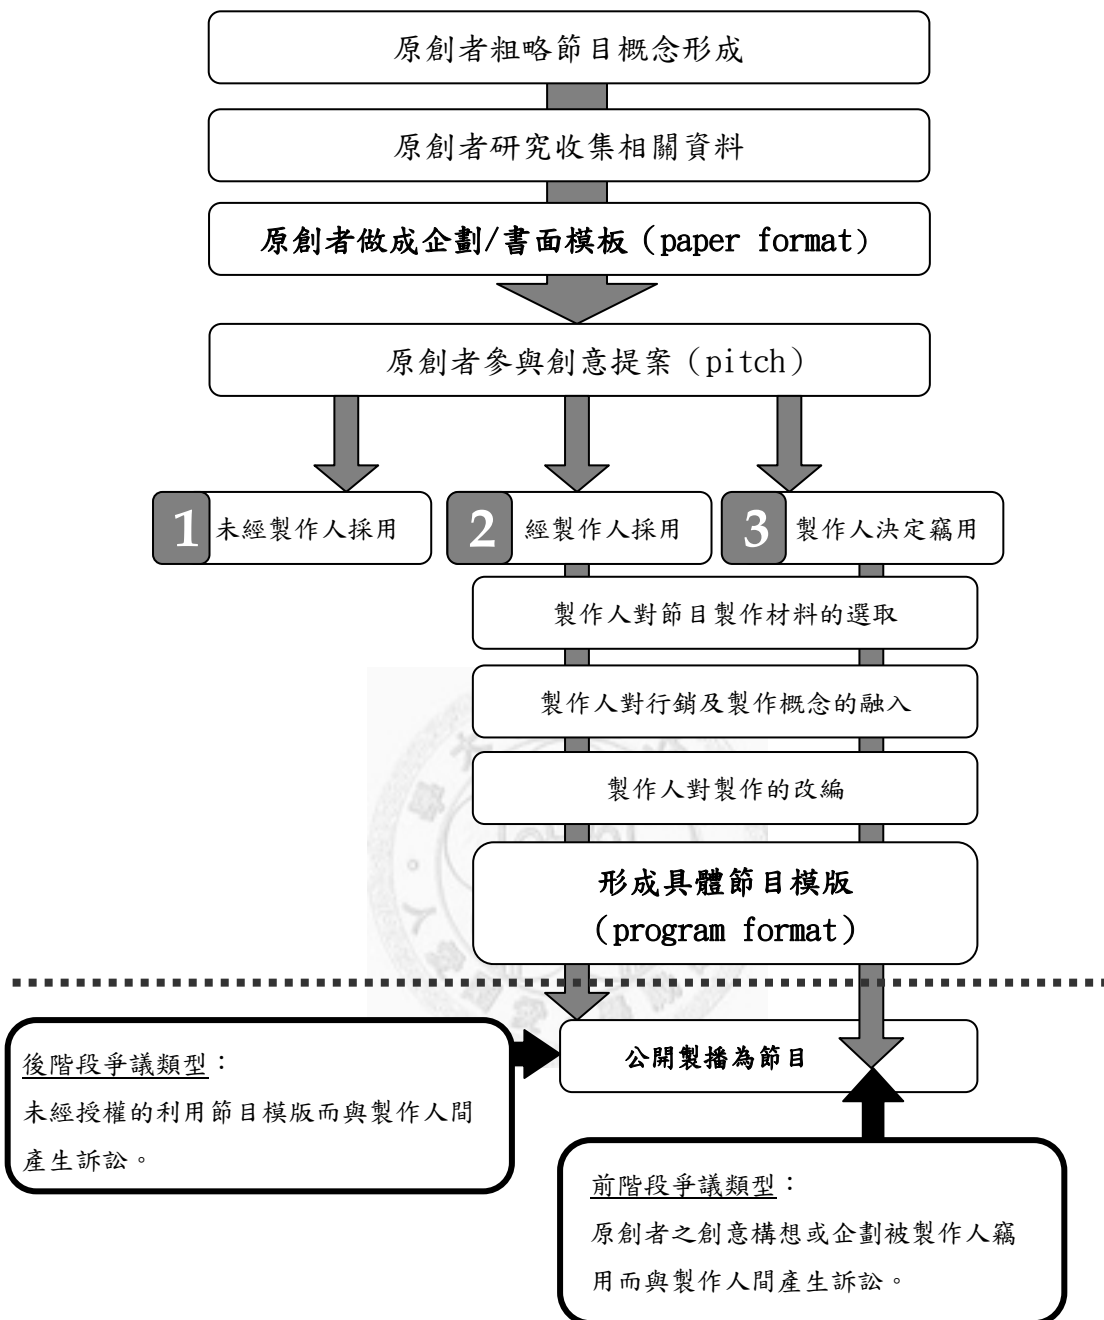 原創者粗略節目概念形成
原創者研究收集相關資料
原創者做成企劃/書面模板（paper format）
原創者參與創意提案（pitch）
1 未經製作人採用
2 經製作人採用
3 製作人決定竊用
製作人對節目製作材料的選取
製作人對行銷及製作概念的融入
製作人對製作的改編
形成具體節目模版
（program format）
公開製播為節目
後階段爭議類型：
未經授權的利用節目模版而與製作人間
產生訴訟。
前階段爭議類型：
原創者之創意構想或企劃被製作人竊
用而與製作人間產生訴訟。